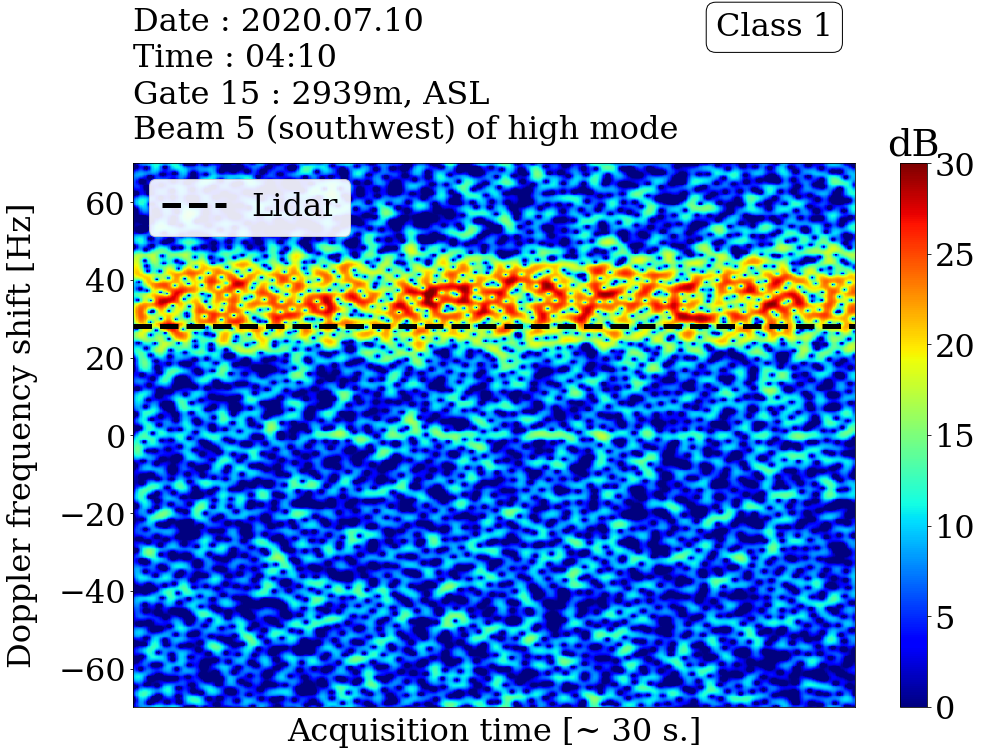 Date : 2020.07.10
Time : 04:10
Gate 15 : 2939m, ASL
Beam 5 (southwest) of high mode
Class 1
dB
Lidar
Doppler frequency shift [Hz]
60
40
20
0
−20
−40
−60
30
25
20
15
10
5
0
Acquisition time [~ 30 s.]